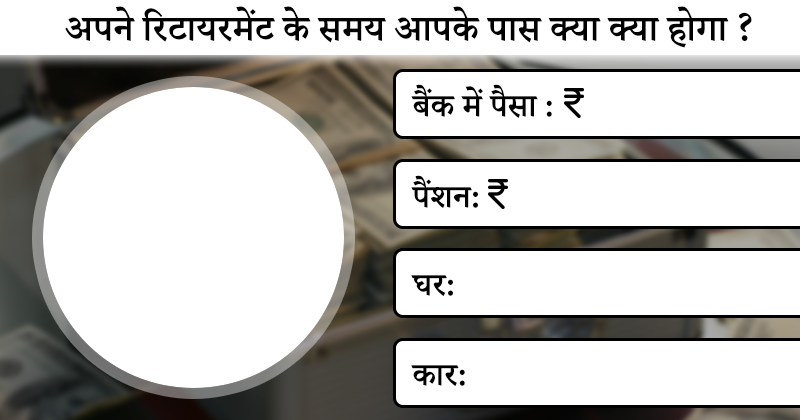 अपने रिटायरमेंट के समय आपके पास क्या क्या होगा ?
बैंक में पैसा : ₹
पैंशन: ₹
घर:
कार: